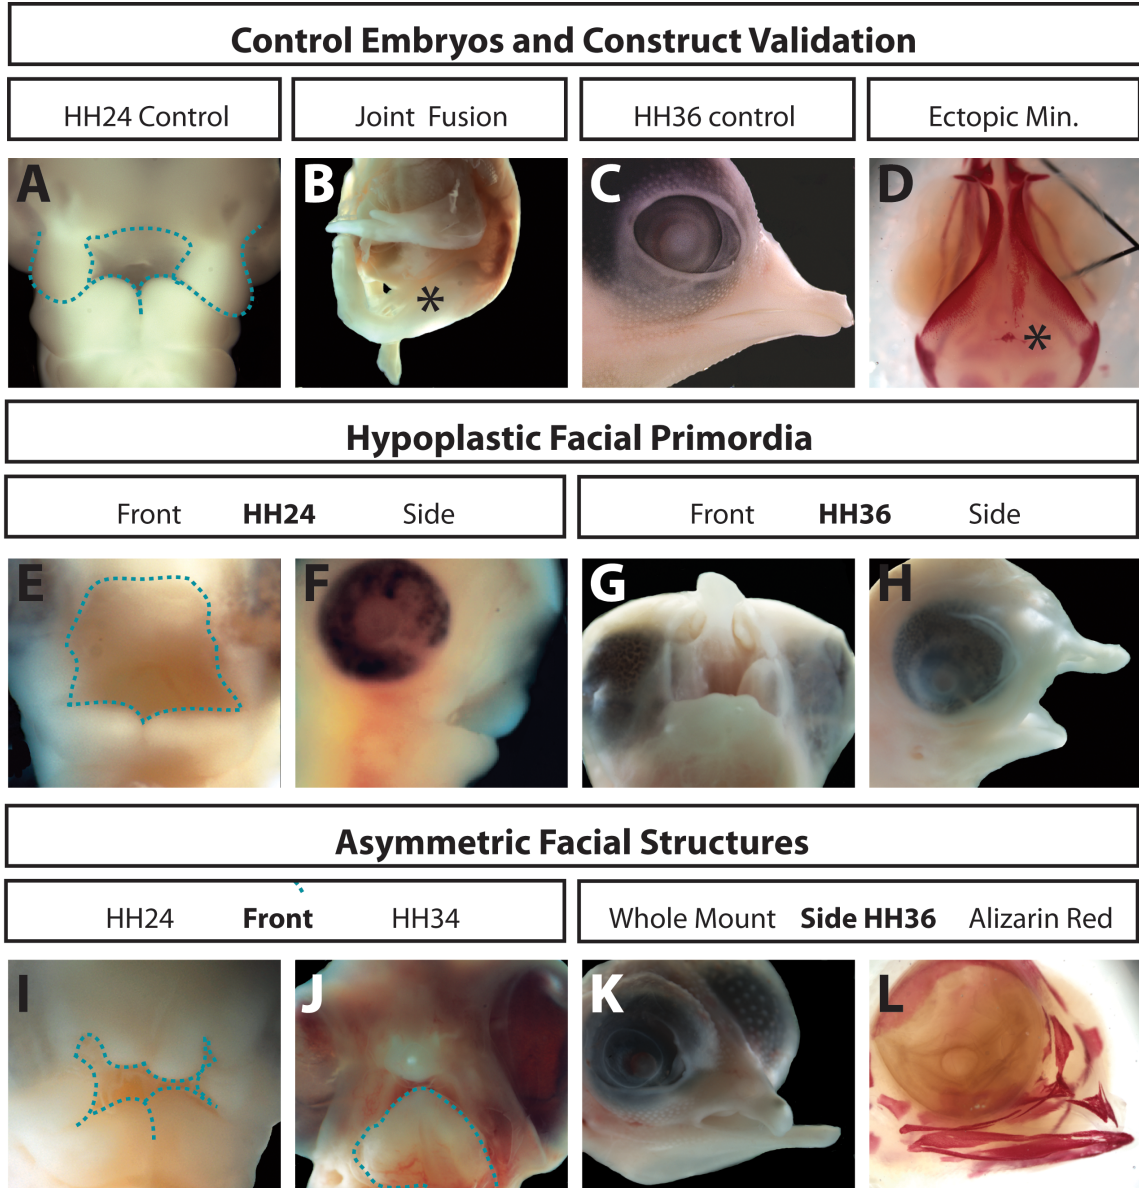 Control Embryos and Construct Validation
HH24 Control
Joint Fusion
HH36 control
Ectopic Min.
A
B
*
C
D
*
Hypoplastic Facial Primordia
Front HH24 Side
Front HH36 Side
E
F
G
H
Asymmetric Facial Structures
HH24 Front HH34
Whole Mount Side HH36 Alizarin Red
I
J
K
L